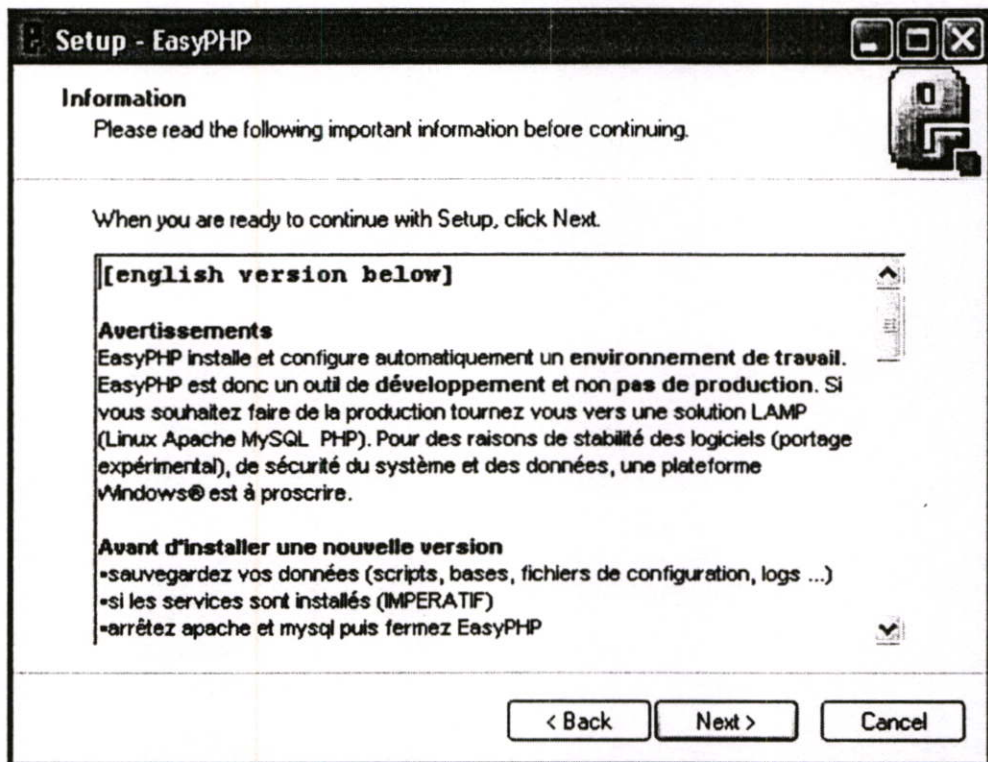 Setup - EasyPHP
Information
Please read the following important information before continuing.
When you are ready to continue with Setup, click Next.
[english version below]
Avertissements
EasyPHP installe et configure automatiquement un environnement de travail.
EasyPHP est donc un outil de développement et non pas de production. Si
vous souhaitez faire de la production tournez vous vers une solution LAMP
(Linux Apache MySQL PHP). Pour des raisons de stabilité des logiciels (portage
expérimental), de sécurité du système et des données, une plateforme
Windows® est à proscrire.
Avant d'installer une nouvelle version
•sauvegardez vos données (scripts, bases, fichiers de configuration, logs ...)
•si les services sont installés (IMPERATIF)
•arrêtez apache et mysql puis fermez EasyPHP
< Back
Next >
Cancel